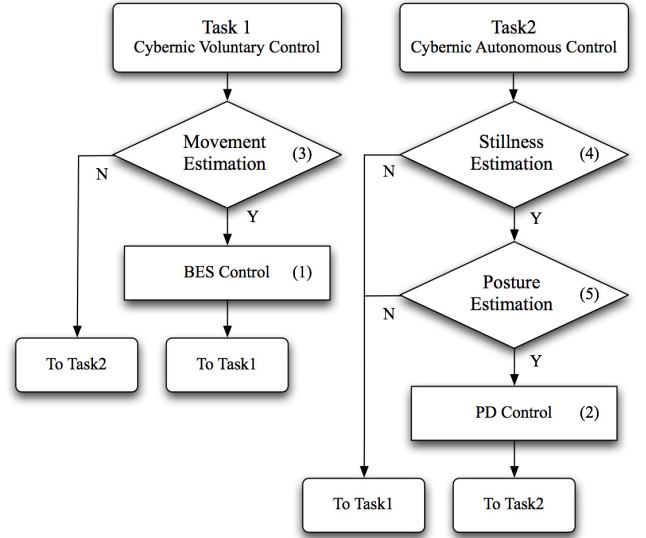 Task 1
Cybernic Voluntary Control
Movement
Estimation
(3)
N
Y
BES Control
(1)
To Task2
To Task1
Task2
Cybernic Autonomous Control
Stillness
Estimation
(4)
N
Y
Posture
Estimation
(5)
N
Y
PD Control
(2)
To Task1
To Task2